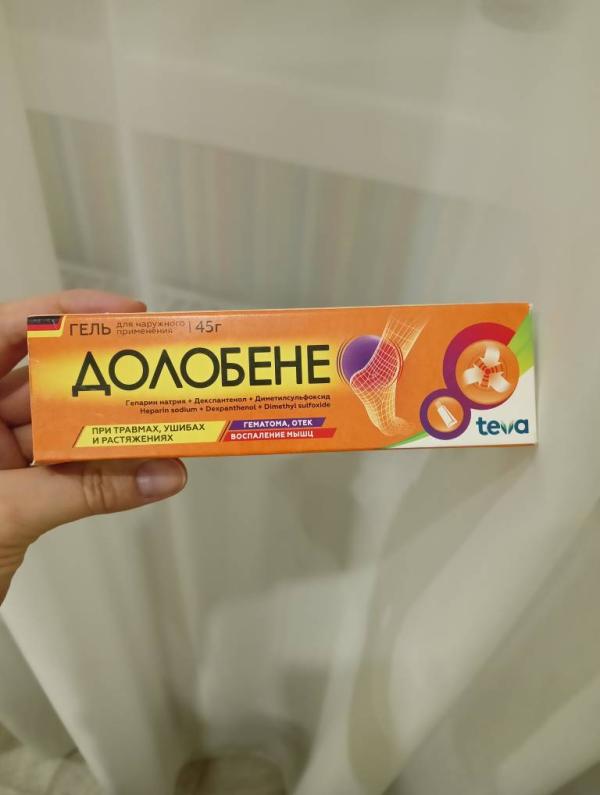 ГЕЛЬ для наружного применения | 45г
ДОЛОБЕНЕ
Гепарин натрия + Декспантенол + Диметилсульфоксид
Heparin sodium + Dexpanthenol + Dimethyl sulfoxide
ПРИ ТРАВМАХ, УШИБАХ
И РАСТЯЖЕНИЯХ
ГЕМАТОМА, ОТЕК
ВОСПАЛЕНИЕ МЫШЦ
teva